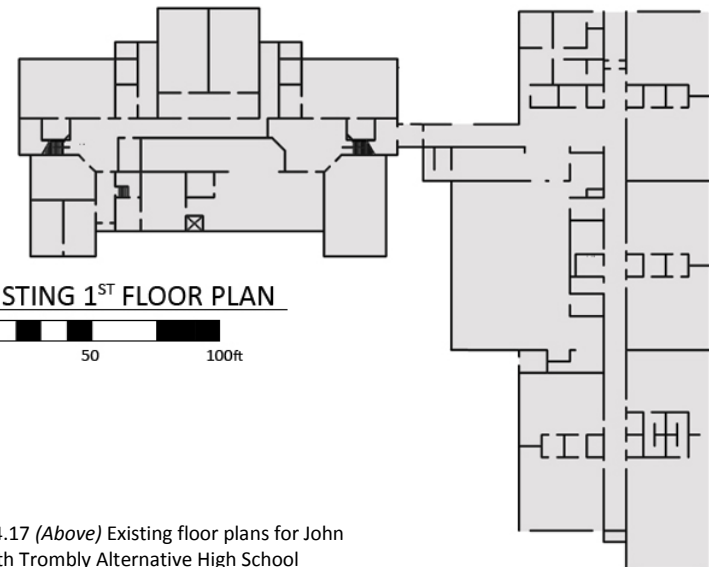 STING 1ST FLOOR PLAN
50 100ft
4.17 (Above) Existing floor plans for John
th Trombly Alternative High School